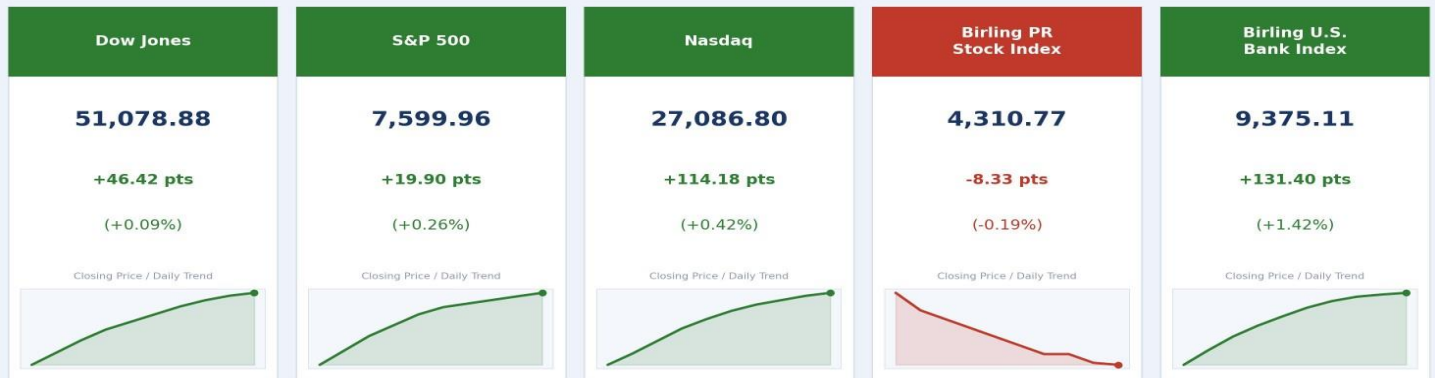 Dow Jones
51,078.88
+46.42 pts
(+0.09%)
Closing Price / Daily Trend
S&P 500
7,599.96
+19.90 pts
(+0.26%)
Closing Price / Daily Trend
Nasdaq
27,086.80
+114.18 pts
(+0.42%)
Closing Price / Daily Trend
Birling PR
Stock Index
4,310.77
-8.33 pts
(-0.19%)
Closing Price / Daily Trend
Birling U.S.
Bank Index
9,375.11
+131.40 pts
(+1.42%)
Closing Price / Daily Trend